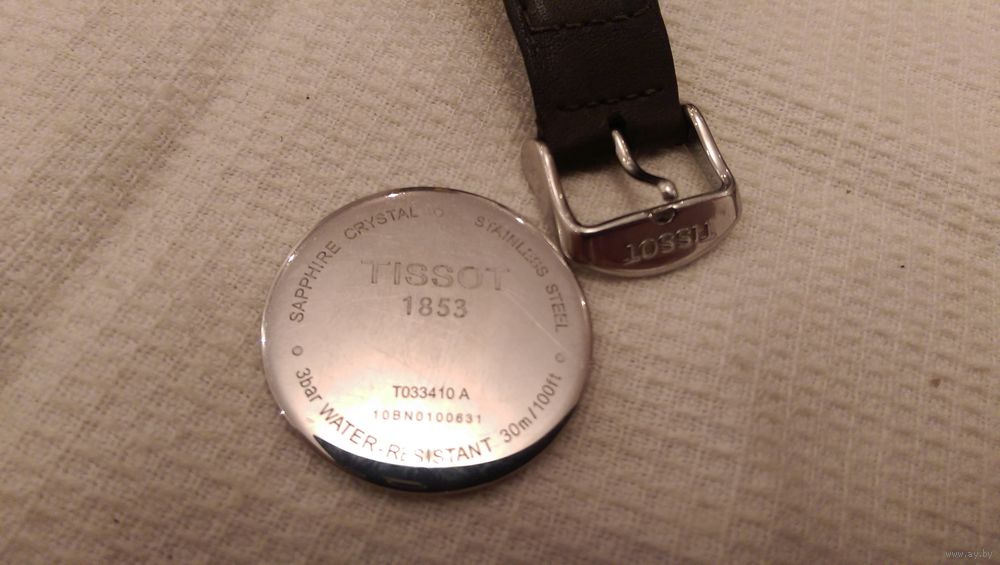 SAPPHIRE CRYSTAL
STAINLESS STEEL
TISSOT
1853
T033410 A
10BN0100631
3bar WATER-RESISTANT 30m/100ft
TISSOT
www.ay.by